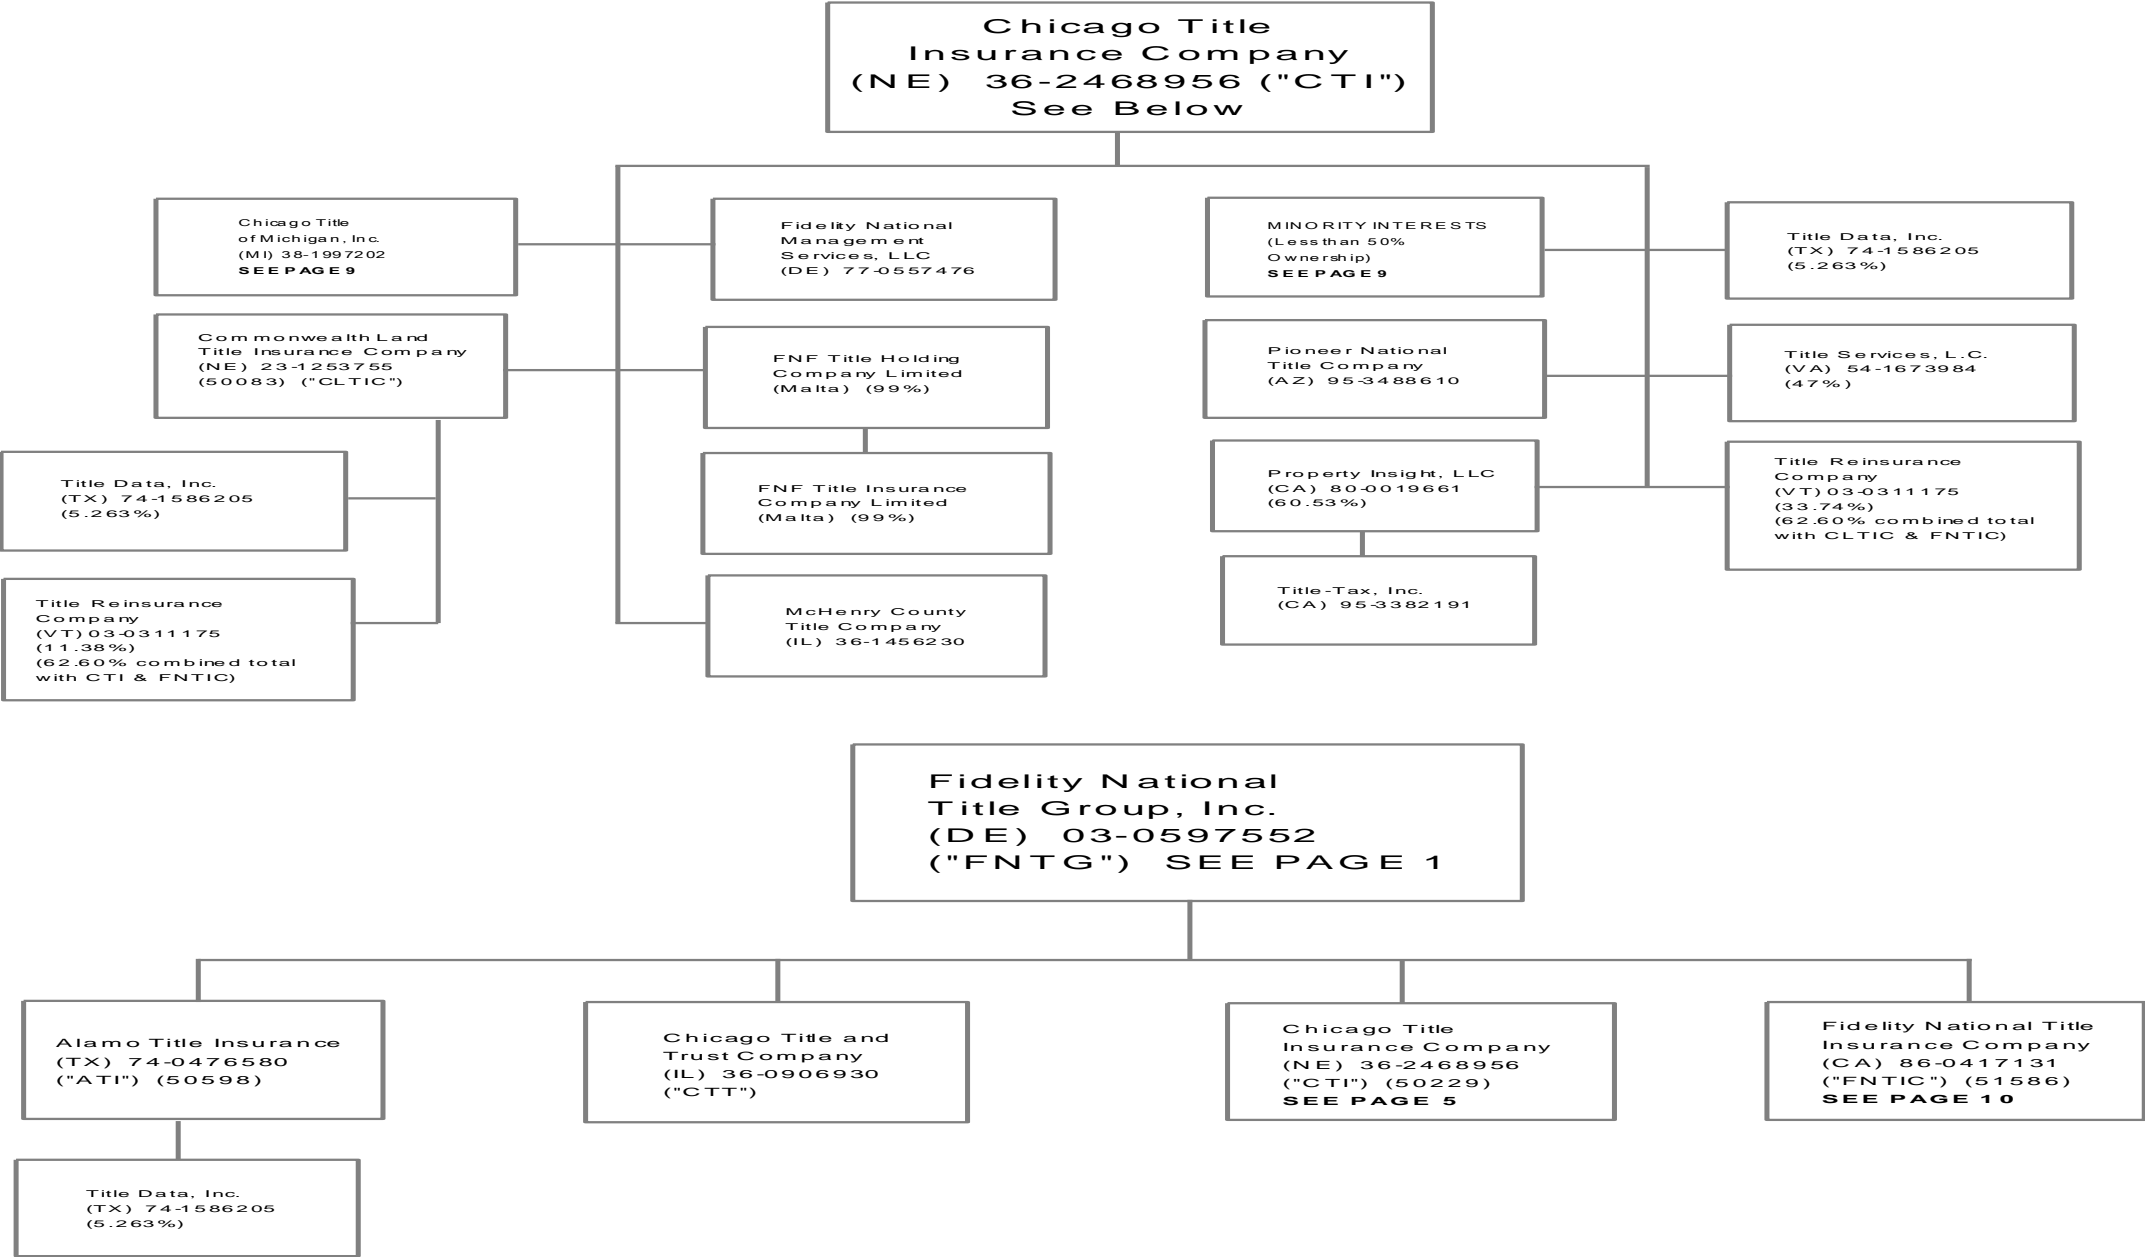 Chicago Title
Insurance Company
(NE) 36-2468956 ("CTI")
See Below
Chicago Title
of Michigan, Inc.
(MI) 38-1997202
SEE PAGE 9
Fidelity National
Management
Services, LLC
(DE) 77-0557476
MINORITY INTERESTS
(Less than 50%
Ownership)
SEE PAGE 9
Title Data, Inc.
(TX) 74-1586205
(5.263%)
Commonwealth Land
Title Insurance Company
(NE) 23-1253755
(50083) ("CLTIC")
FNF Title Holding
Company Limited
(Malta) (99%)
Pioneer National
Title Company
(AZ) 95-3488610
Title Services, L.C.
(VA) 54-1673984
(47%)
Title Data, Inc.
(TX) 74-1586205
(5.263%)
FNF Title Insurance
Company Limited
(Malta) (99%)
Property Insight, LLC
(CA) 80-0019661
(60.53%)
Title Reinsurance
Company
(VT) 03-0311175
(33.74%)
(62.60% combined total
with CLTIC & FNTIC)
Title Reinsurance
Company
(VT) 03-0311175
(11.38%)
(62.60% combined total
with CTI & FNTIC)
McHenry County
Title Company
(IL) 36-1456230
Title-Tax, Inc.
(CA) 95-3382191
Fidelity National
Title Group, Inc.
(DE) 03-0597552
("FNTG") SEE PAGE 1
Alamo Title Insurance
(TX) 74-0476580
("ATI") (50598)
Chicago Title and
Trust Company
(IL) 36-0906930
("CTT")
Chicago Title
Insurance Company
(NE) 36-2468956
("CTI") (50229)
SEE PAGE 5
Fidelity National Title
Insurance Company
(CA) 86-0417131
("FNTIC") (51586)
SEE PAGE 10
Title Data, Inc.
(TX) 74-1586205
(5.263%)